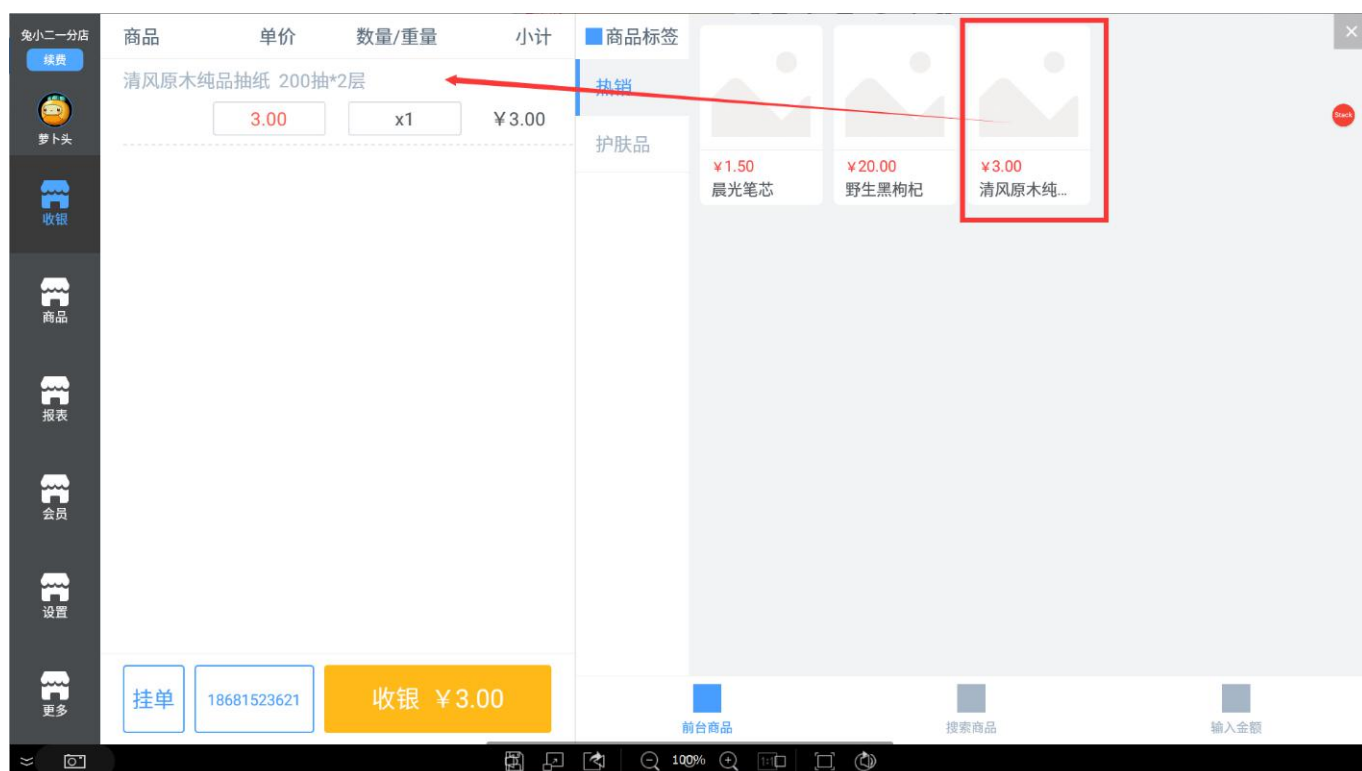 兔小二一分店
续费
萝卜头
收银
商品
报表
会员
设置
更多
商品 单价 数量/重量 小计
清风原木纯品抽纸 200抽*2层
3.00 x1 ￥3.00
挂单 18681523621 收银 ￥3.00
商品标签
热销
护肤品
¥1.50
晨光笔芯
¥20.00
野生黑枸杞
¥3.00
清风原木纯...
Stack
前台商品 搜索商品 输入金额
100% 1:1